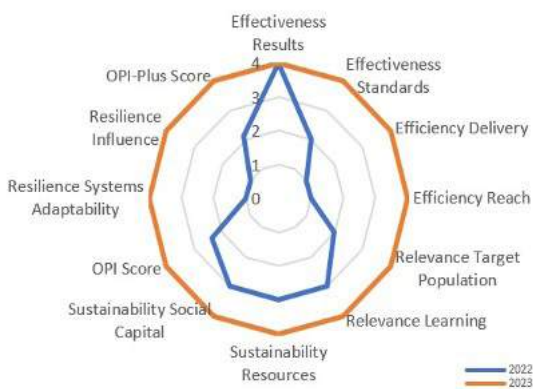 Effectiveness
Results
Effectiveness
Standards
Efficiency Delivery
Efficiency Reach
Relevance Target
Population
Relevance Learning
Sustainability
Resources
Sustainability Social
Capital
OPI Score
Resilience Systems
Adaptability
Resilience
Influence
OPI-Plus Score
4
3
2
1
0
2022
2023